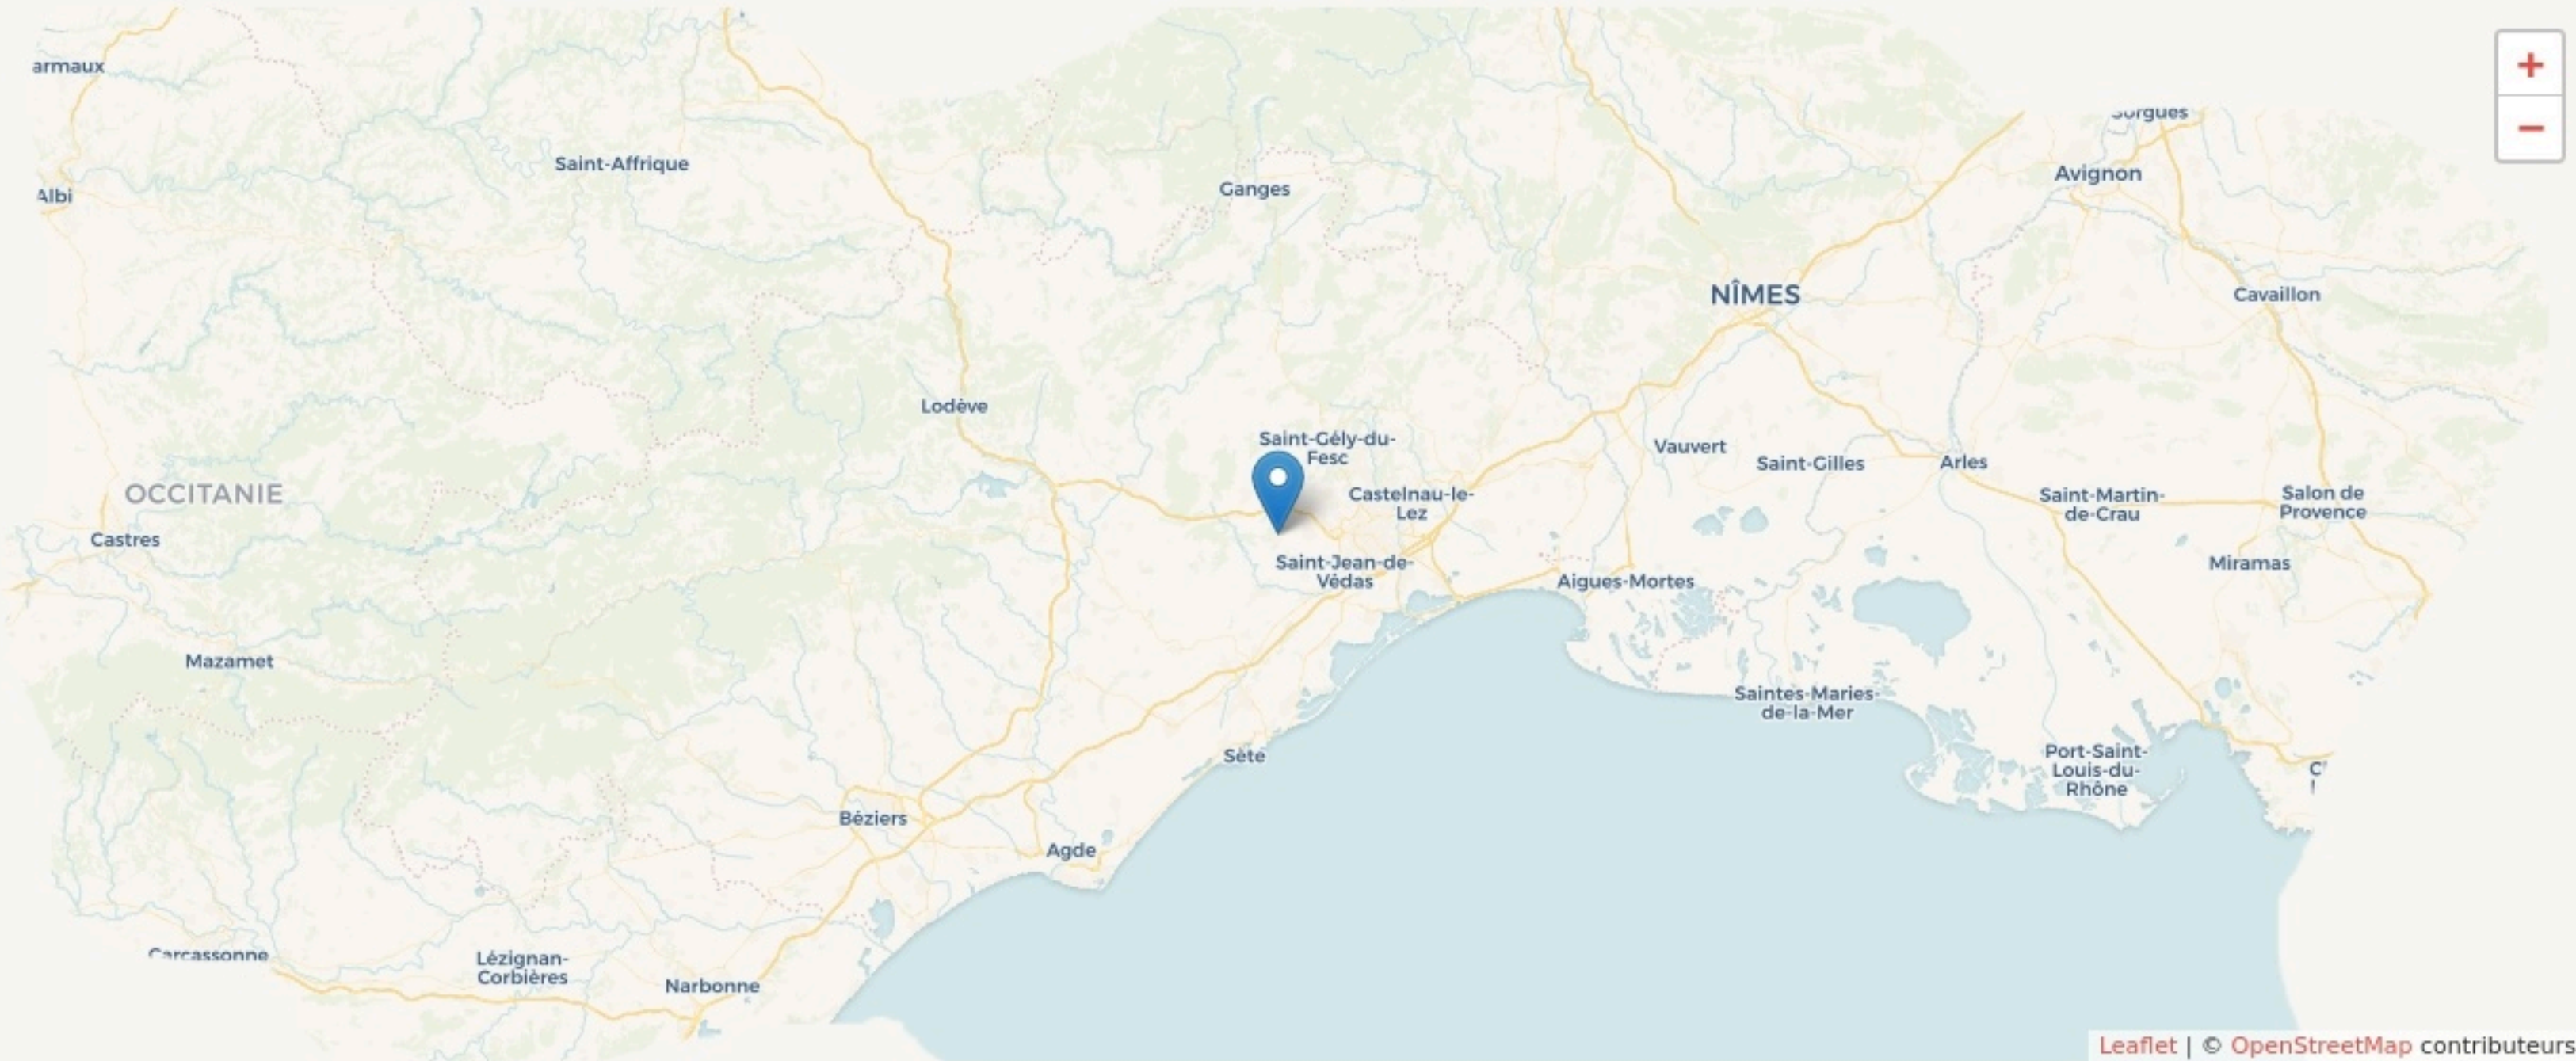 armaux
+
Sorgues
Saint-Affrique
Avignon
Ganges
−
Albi
NÎMES
Cavaillon
Lodève
Saint-Gély-du-
Fesc
Vauvert
Saint-Gilles
Arles
OCCITANIE
Castelnau-le-
Lez
Saint-Martin-
de-Crau
Salon de
Provence
Castres
Saint-Jean-de-
Védas
Miramas
Aigues-Mortes
Mazamet
Saintes-Maries-
de-la-Mer
Sète
Port-Saint-
Louis-du-
Rhône
Béziers
Agde
Carcassonne
Lézignan-
Corbières
Narbonne
Leaflet | © OpenStreetMap contributeurs